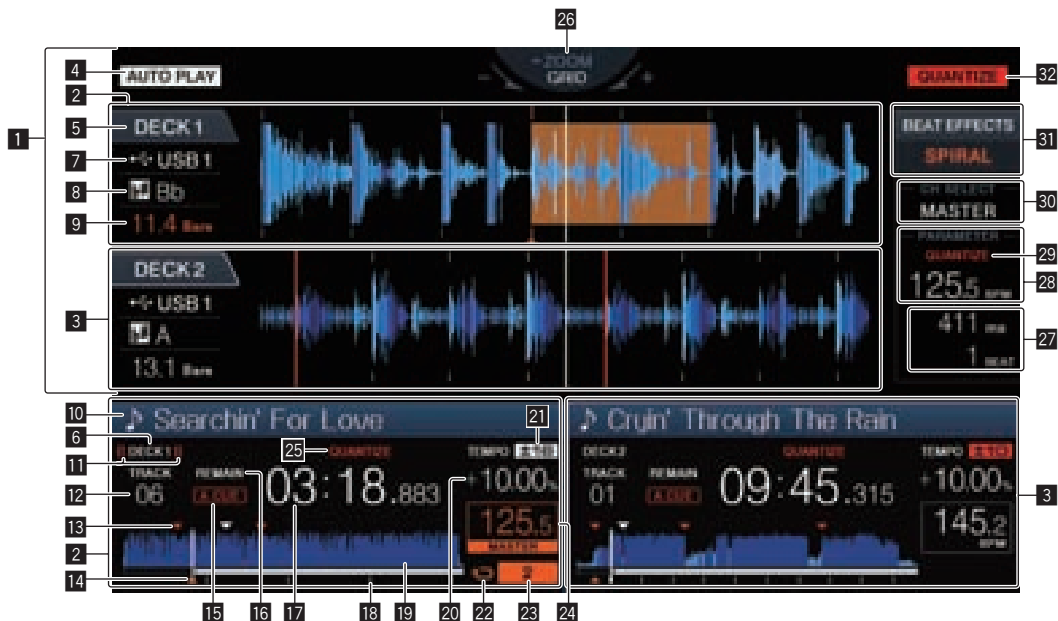 26
– ZOOM +
GRID
4
AUTO PLAY
QUANTIZE
32
1
2
5
DECK 1
7
USB 1
8
Bb
9
11.4 Bars
BEAT EFFECTS
SPIRAL
31
CH SELECT
MASTER
30
PARAMETER
QUANTIZE
29
125.5 BPM
28
411
1 BEAT
27
3
DECK 2
USB 1
A
13.1 Bars
10
Searchin' For Love
21
Cryin' Through The Rain
6
11
DECK 1
25
QUANTIZE
TEMPO ±16
DECK2
QUANTIZE
TEMPO ±10
12
TRACK
06
REMAIN
A.CUE
03:18.883
+10.00%
TRACK
01
REMAIN
A.CUE
09:45.315
+10.00%
3
13
125.5
MASTER
145.2
BPM
2
14
2
15
16
17
18
19
20
22
23
24